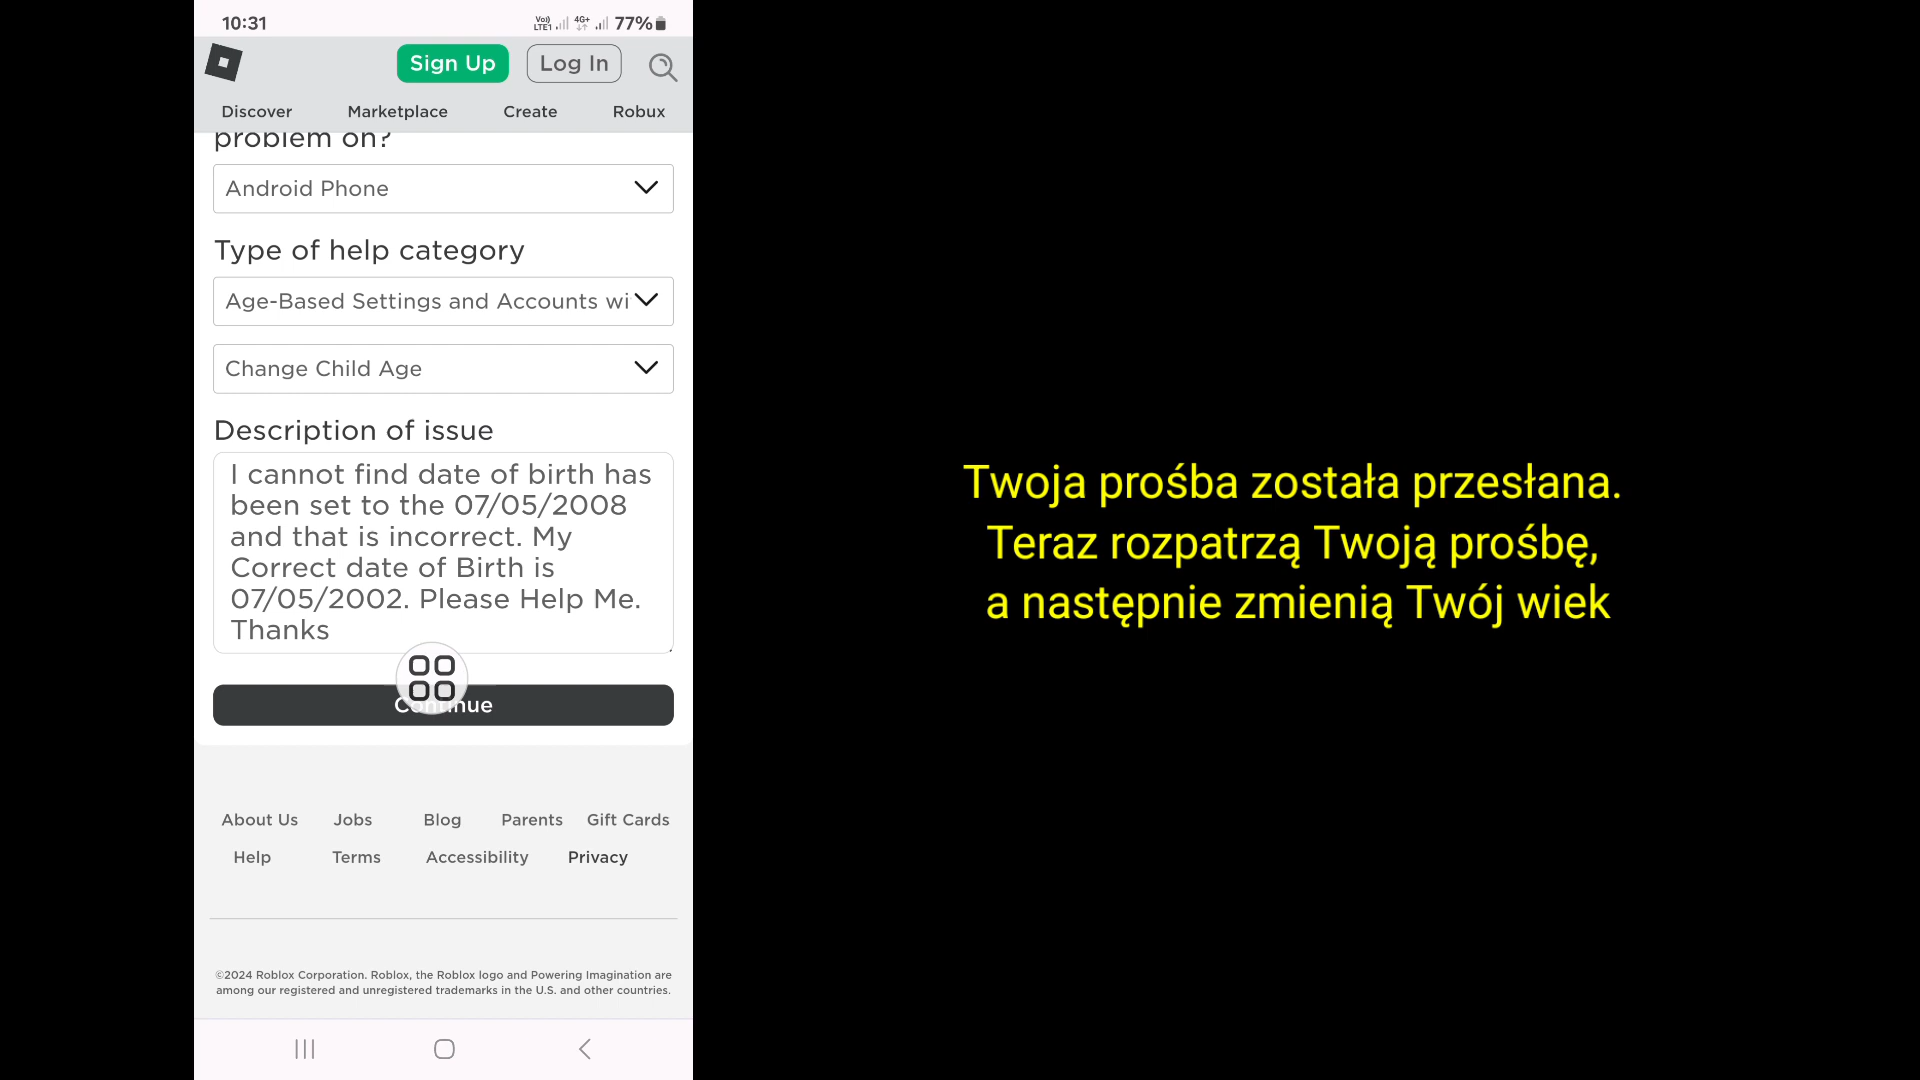 10:31
Vo))
LTE1
4G+
77%
Sign Up
Log In
Discover
Marketplace
Create
Robux
problem on?
Android Phone
Type of help category
Age-Based Settings and Accounts wi
Change Child Age
Description of issue
I cannot find date of birth has
been set to the 07/05/2008
and that is incorrect. My
Correct date of Birth is
07/05/2002. Please Help Me.
Thanks
Continue
About Us
Jobs
Blog
Parents
Gift Cards
Help
Terms
Accessibility
Privacy
©2024 Roblox Corporation. Roblox, the Roblox logo and Powering Imagination are
among our registered and unregistered trademarks in the U.S. and other countries.
Twoja prośba została przesłana.
Teraz rozpatrzą Twoją prośbę,
a następnie zmienią Twój wiek